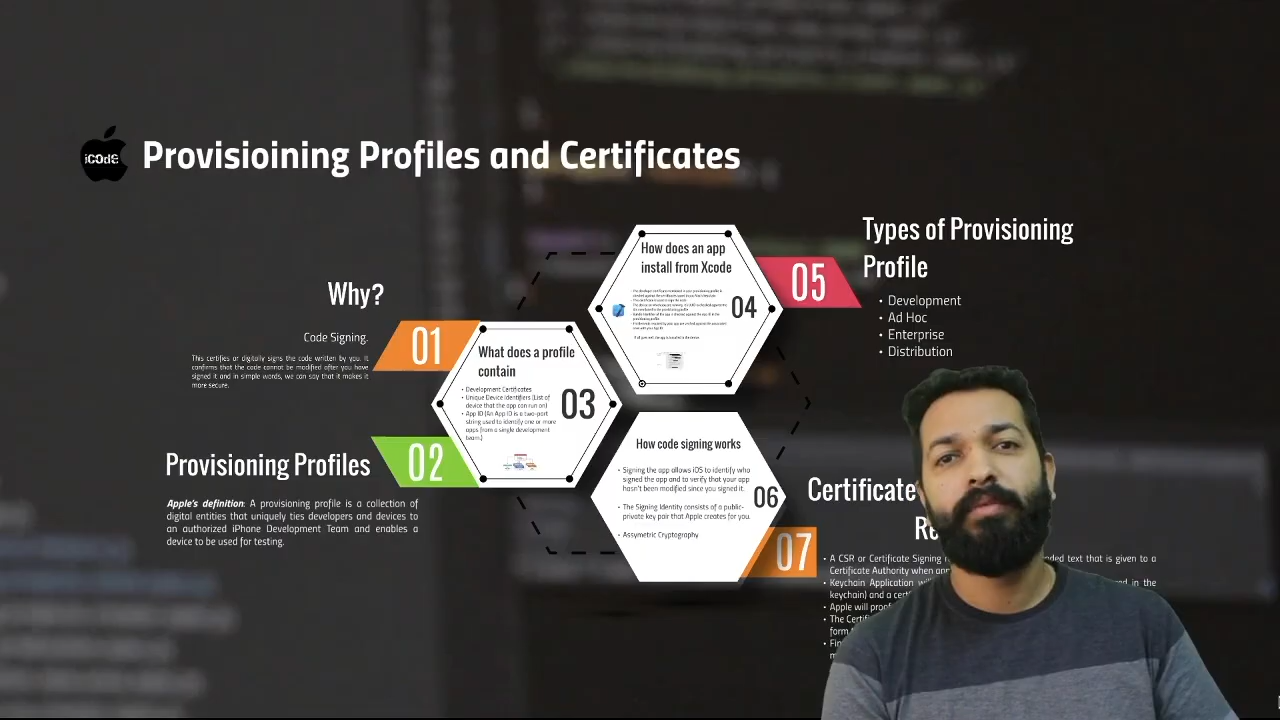 iCODE
Provisioining Profiles and Certificates
Why?
01
Code Signing.
This certifies or digitally signs the code written by you. It
confirms that the code cannot be modified after you have
signed it and in simple words, we can say that it makes it
more secure.
02
Provisioning Profiles
Apple's definition: A provisioning profile is a collection of
digital entities that uniquely ties developers and devices to
an authorized iPhone Development Team and enables a
device to be used for testing.
What does a profile
contain
03
• Development Certificates
• Unique Device Identifiers (List of
device that the app can run on)
• App ID (An App ID is a two-part
string used to identify one or more
apps from a single development
team.)
How does an app
install from Xcode
04
05
Types of Provisioning
Profile
• Development
• Ad Hoc
• Enterprise
• Distribution
How code signing works
06
• Signing the app allows iOS to identify who
signed the app and to verify that your app
hasn't been modified since you signed it.
• The Signing Identity consists of a public-
private key pair that Apple creates for you.
• Assymetric Cryptography
07
Certificate
Re
• A CSR or Certificate Signing text that is given to a
Certificate Authority when
• Keychain Application in the
keychain) and a
• Apple will
• The
form